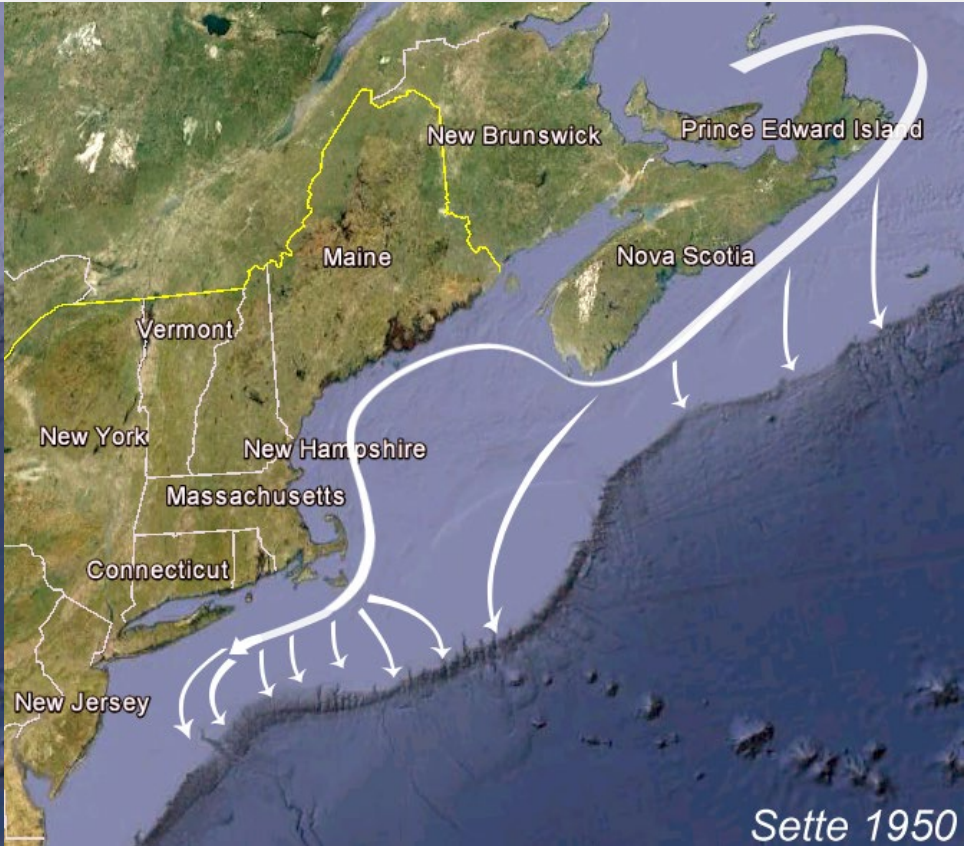 New Brunswick
Prince Edward Island
Maine
Nova Scotia
Vermont
New York
New Hampshire
Massachusetts
Connecticut
New Jersey
Sette 1950